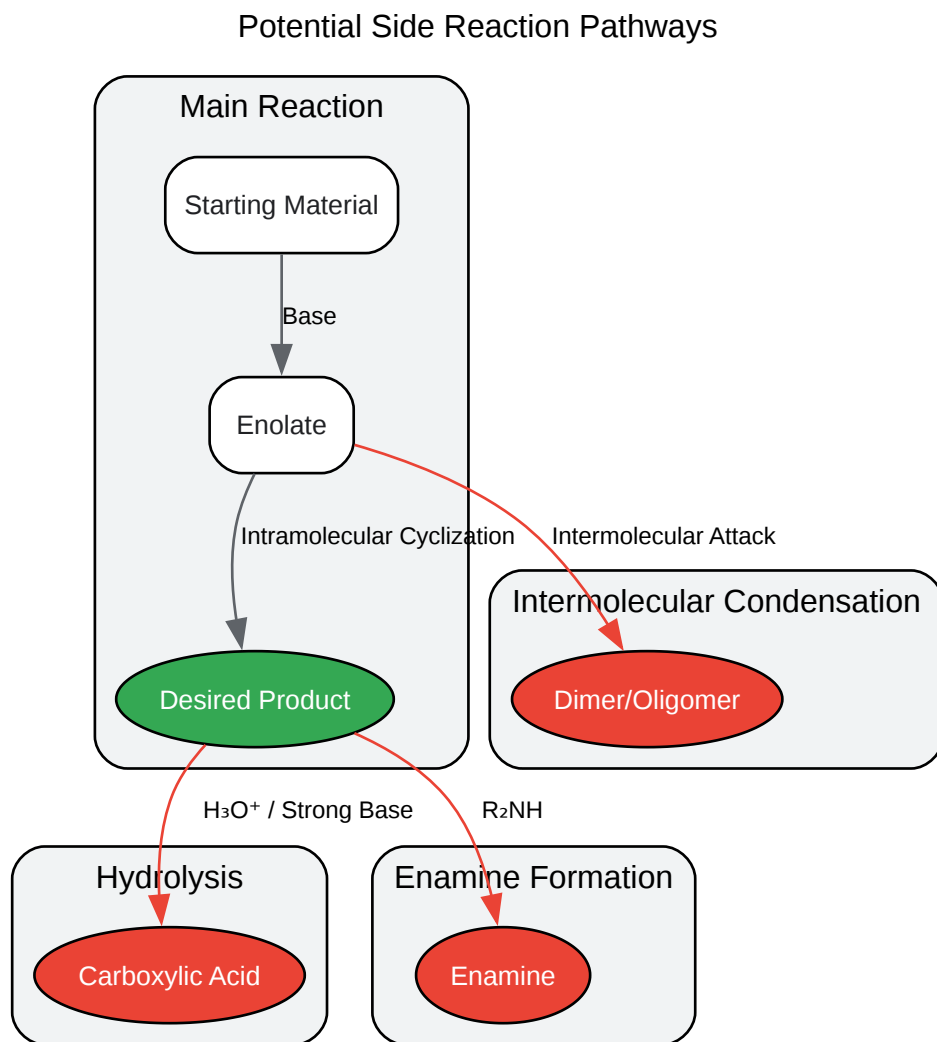 Potential Side Reaction Pathways
Main Reaction
Starting Material
Base
Enolate
Intramolecular Cyclization
Intermolecular Attack
Intermolecular Condensation
Desired Product
Dimer/Oligomer
H₃O⁺ / Strong Base
R₂NH
Hydrolysis
Enamine Formation
Carboxylic Acid
Enamine